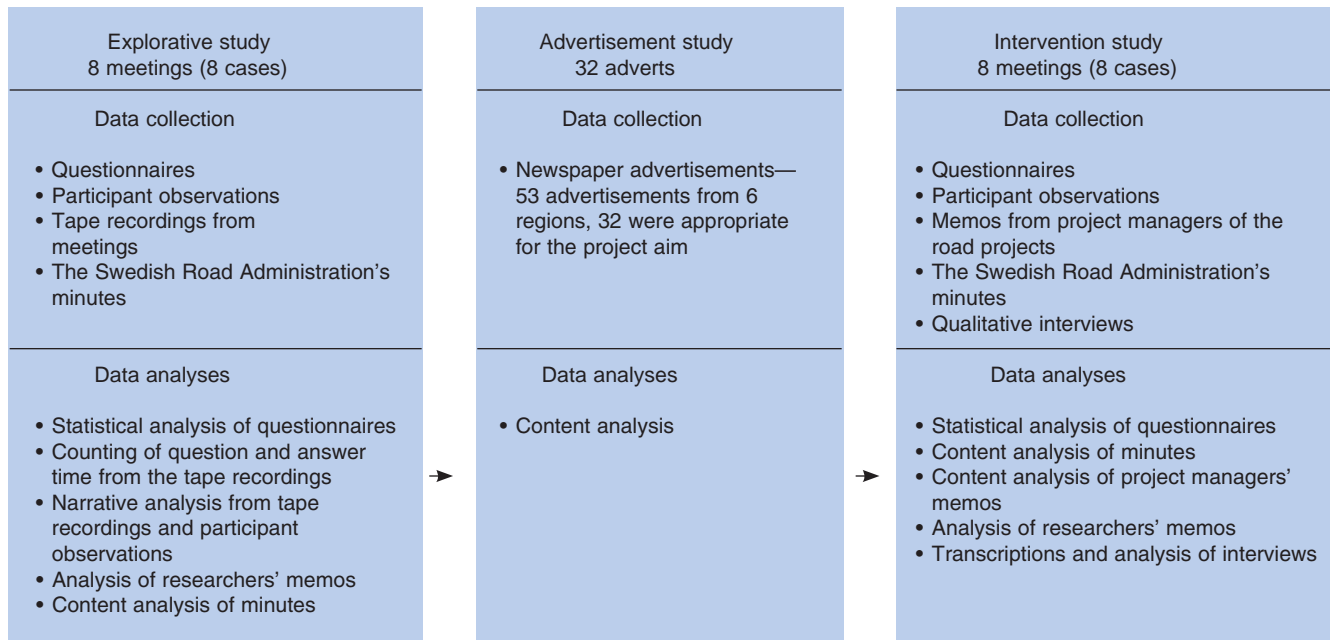 Explorative study
8 meetings (8 cases)
Data collection
• Questionnaires
• Participant observations
• Tape recordings from
meetings
• The Swedish Road Administration's
minutes
Data analyses
• Statistical analysis of questionnaires
• Counting of question and answer
time from the tape recordings
• Narrative analysis from tape
recordings and participant
observations
• Analysis of researchers' memos
• Content analysis of minutes
Advertisement study
32 adverts
Data collection
• Newspaper advertisements—
53 advertisements from 6
regions, 32 were appropriate
for the project aim
Data analyses
• Content analysis
Intervention study
8 meetings (8 cases)
Data collection
• Questionnaires
• Participant observations
• Memos from project managers of the
road projects
• The Swedish Road Administration's
minutes
• Qualitative interviews
Data analyses
• Statistical analysis of questionnaires
• Content analysis of minutes
• Content analysis of project managers'
memos
• Analysis of researchers' memos
• Transcriptions and analysis of interviews